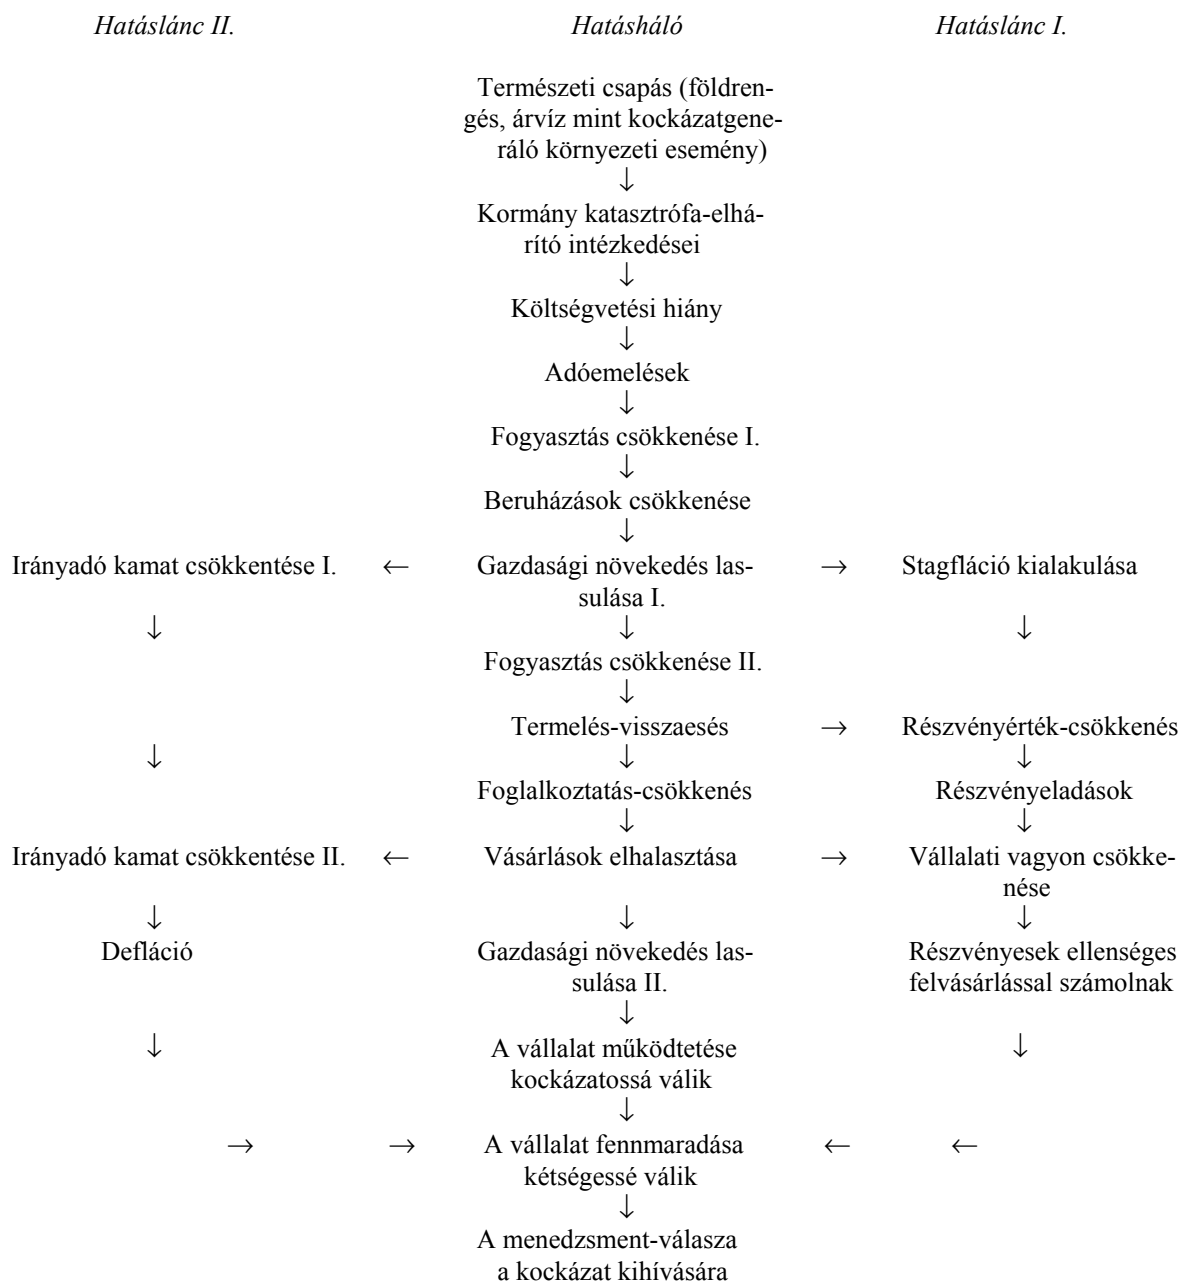 Hatáslánc II. Hatásháló Hatáslánc I.
Természeti csapás (földren-
gés, árvíz mint kockázatgene-
ráló környezeti esemény)
↓
Kormány katasztrófa-elhá-
rító intézkedései
↓
Költségvetési hiány
↓
Adóemelések
↓
Fogyasztás csökkenése I.
↓
Beruházások csökkenése
↓
Irányadó kamat csökkentése I. ← Gazdasági növekedés las- → Stagfláció kialakulása
sulása I.
↓ ↓ ↓
Fogyasztás csökkenése II.
↓
Termelés-visszaesés → Részvényérték-csökkenés
↓ ↓ ↓
Foglalkoztatás-csökkenés Részvényeladások
↓ ↓
Irányadó kamat csökkentése II. ← Vásárlások elhalasztása → Vállalati vagyon csökke-
nése
↓ ↓ ↓
Defláció Gazdasági növekedés las- Részvényesek ellenséges
sulása II. felvásárlással számolnak
↓
↓ A vállalat működtetése ↓
kockázatossá válik
↓
→ → A vállalat fennmaradása ← ←
kétségessé válik
↓
A menedzsment-válasza
a kockázat kihívására